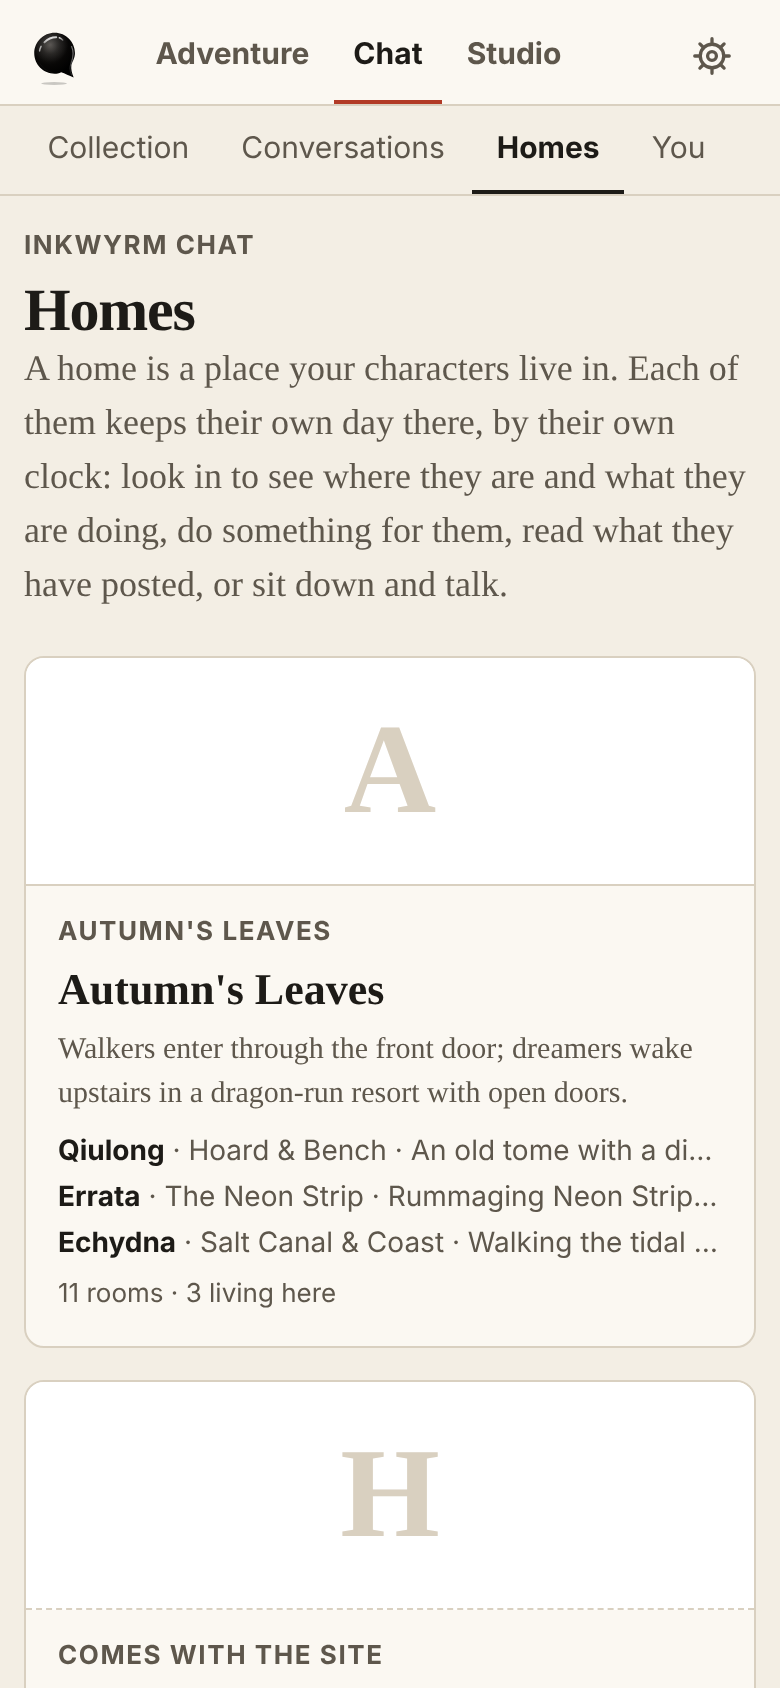 Adventure Chat Studio
Collection Conversations Homes You
INKWYRM CHAT
Homes
A home is a place your characters live in. Each of
them keeps their own day there, by their own
clock: look in to see where they are and what they
are doing, do something for them, read what they
have posted, or sit down and talk.
A
AUTUMN'S LEAVES
Autumn's Leaves
Walkers enter through the front door; dreamers wake
upstairs in a dragon-run resort with open doors.
Qiulong · Hoard & Bench · An old tome with a di...
Errata · The Neon Strip · Rummaging Neon Strip...
Echydna · Salt Canal & Coast · Walking the tidal ...
11 rooms · 3 living here
H
COMES WITH THE SITE